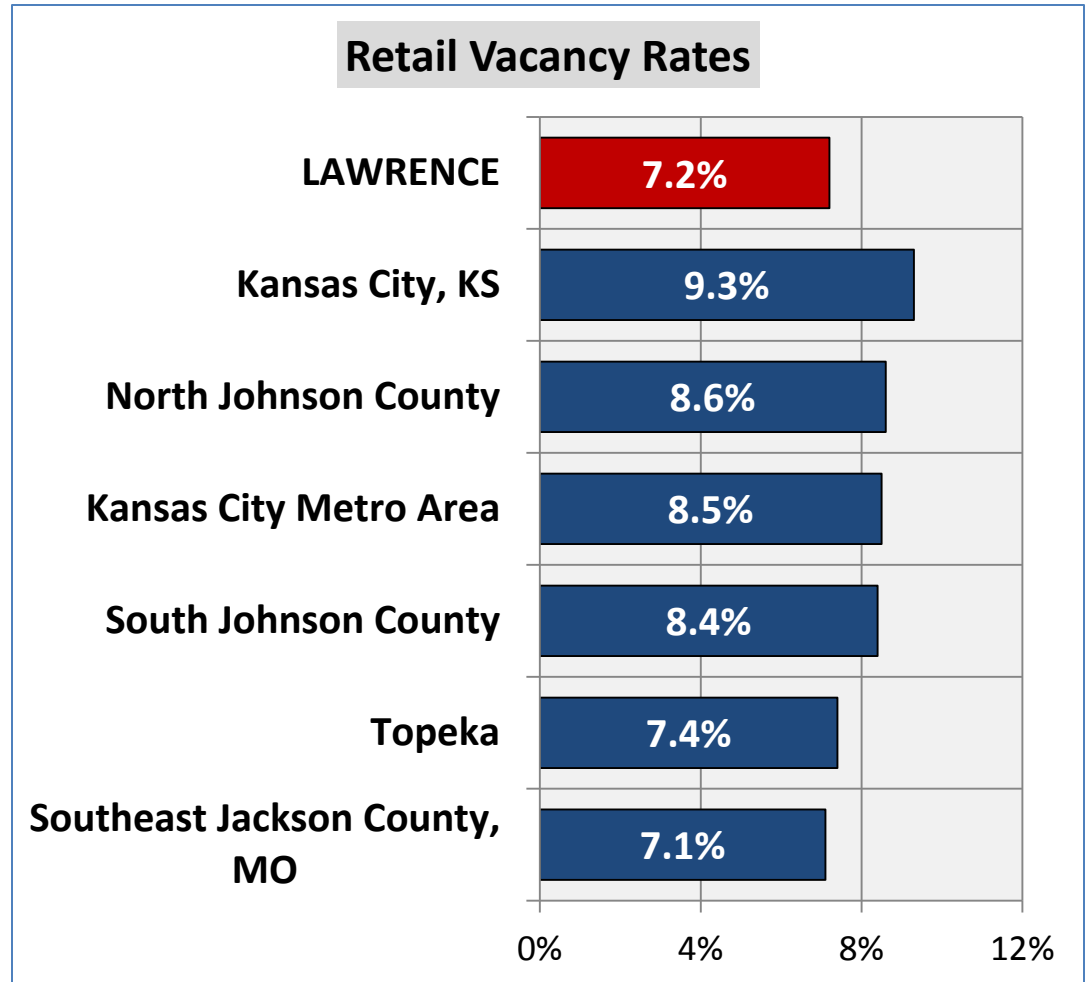 Retail Vacancy Rates
LAWRENCE
7.2%
Kansas City, KS
9.3%
North Johnson County
8.6%
Kansas City Metro Area
8.5%
South Johnson County
8.4%
Topeka
7.4%
Southeast Jackson County,
MO
7.1%
0%
4%
8%
12%